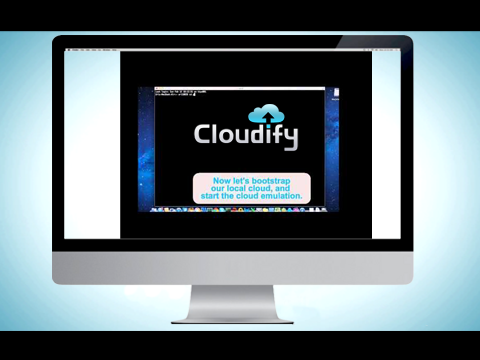 Cloudify
Now let's bootstrap
our local cloud, and
start the cloud emulation.